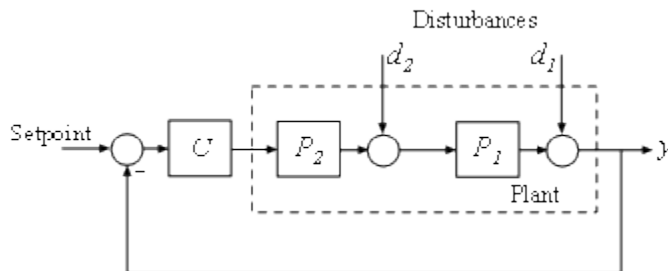 Disturbances
d2 d1
Setpoint
C P2 P1 y
−
Plant